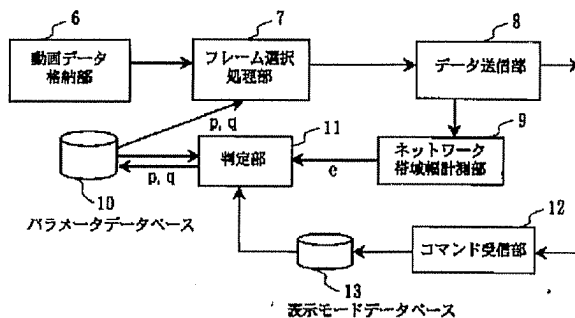 6
7
8
動画データ
格納部
フレーム選択
処理部
データ送信部
p, q
11
9
判定部
ネットワーク
帯域幅計測部
c
p, q
10
パラメータデータベース
12
コマンド受信部
13
表示モードデータベース